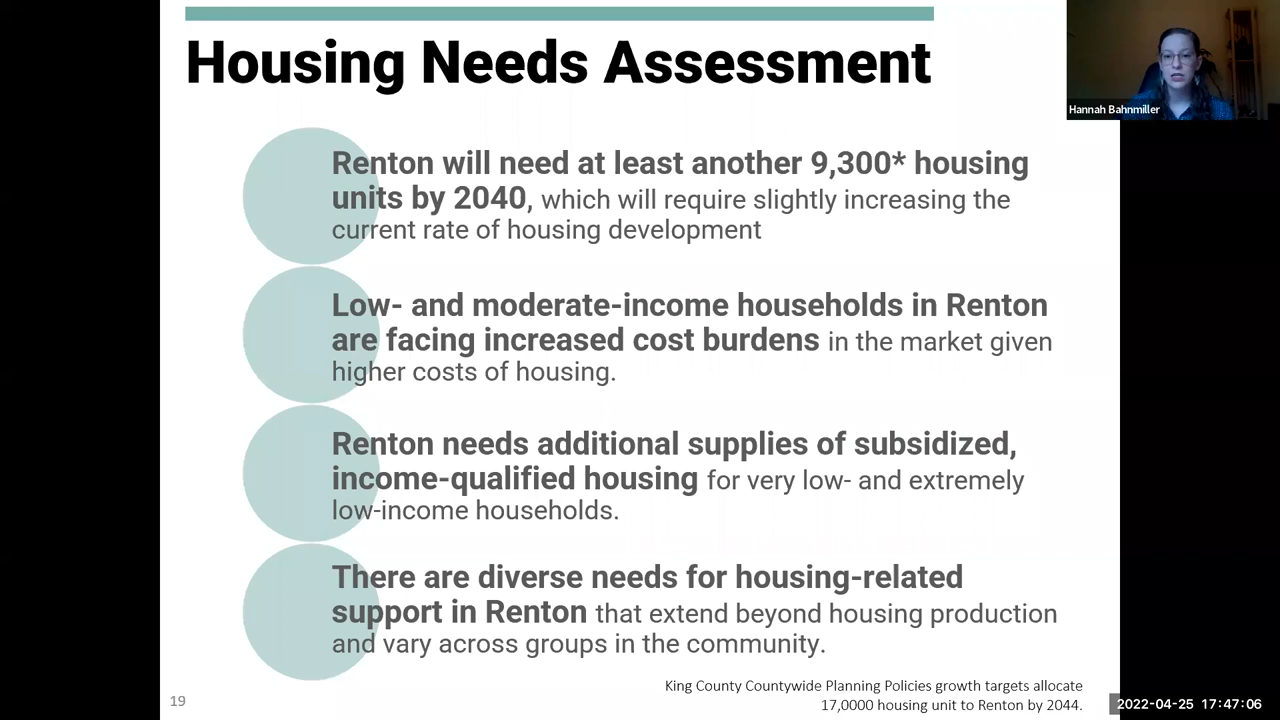 Housing Needs Assessment
Hannah Bahnmiller
Renton will need at least another 9,300* housing
units by 2040, which will require slightly increasing the
current rate of housing development
Low- and moderate-income households in Renton
are facing increased cost burdens in the market given
higher costs of housing.
Renton needs additional supplies of subsidized,
income-qualified housing for very low- and extremely
low-income households.
There are diverse needs for housing-related
support in Renton that extend beyond housing production
and vary across groups in the community.
King County Countywide Planning Policies growth targets allocate
17,0000 housing unit to Renton by 2044.
19
2022-04-25 17:47:06